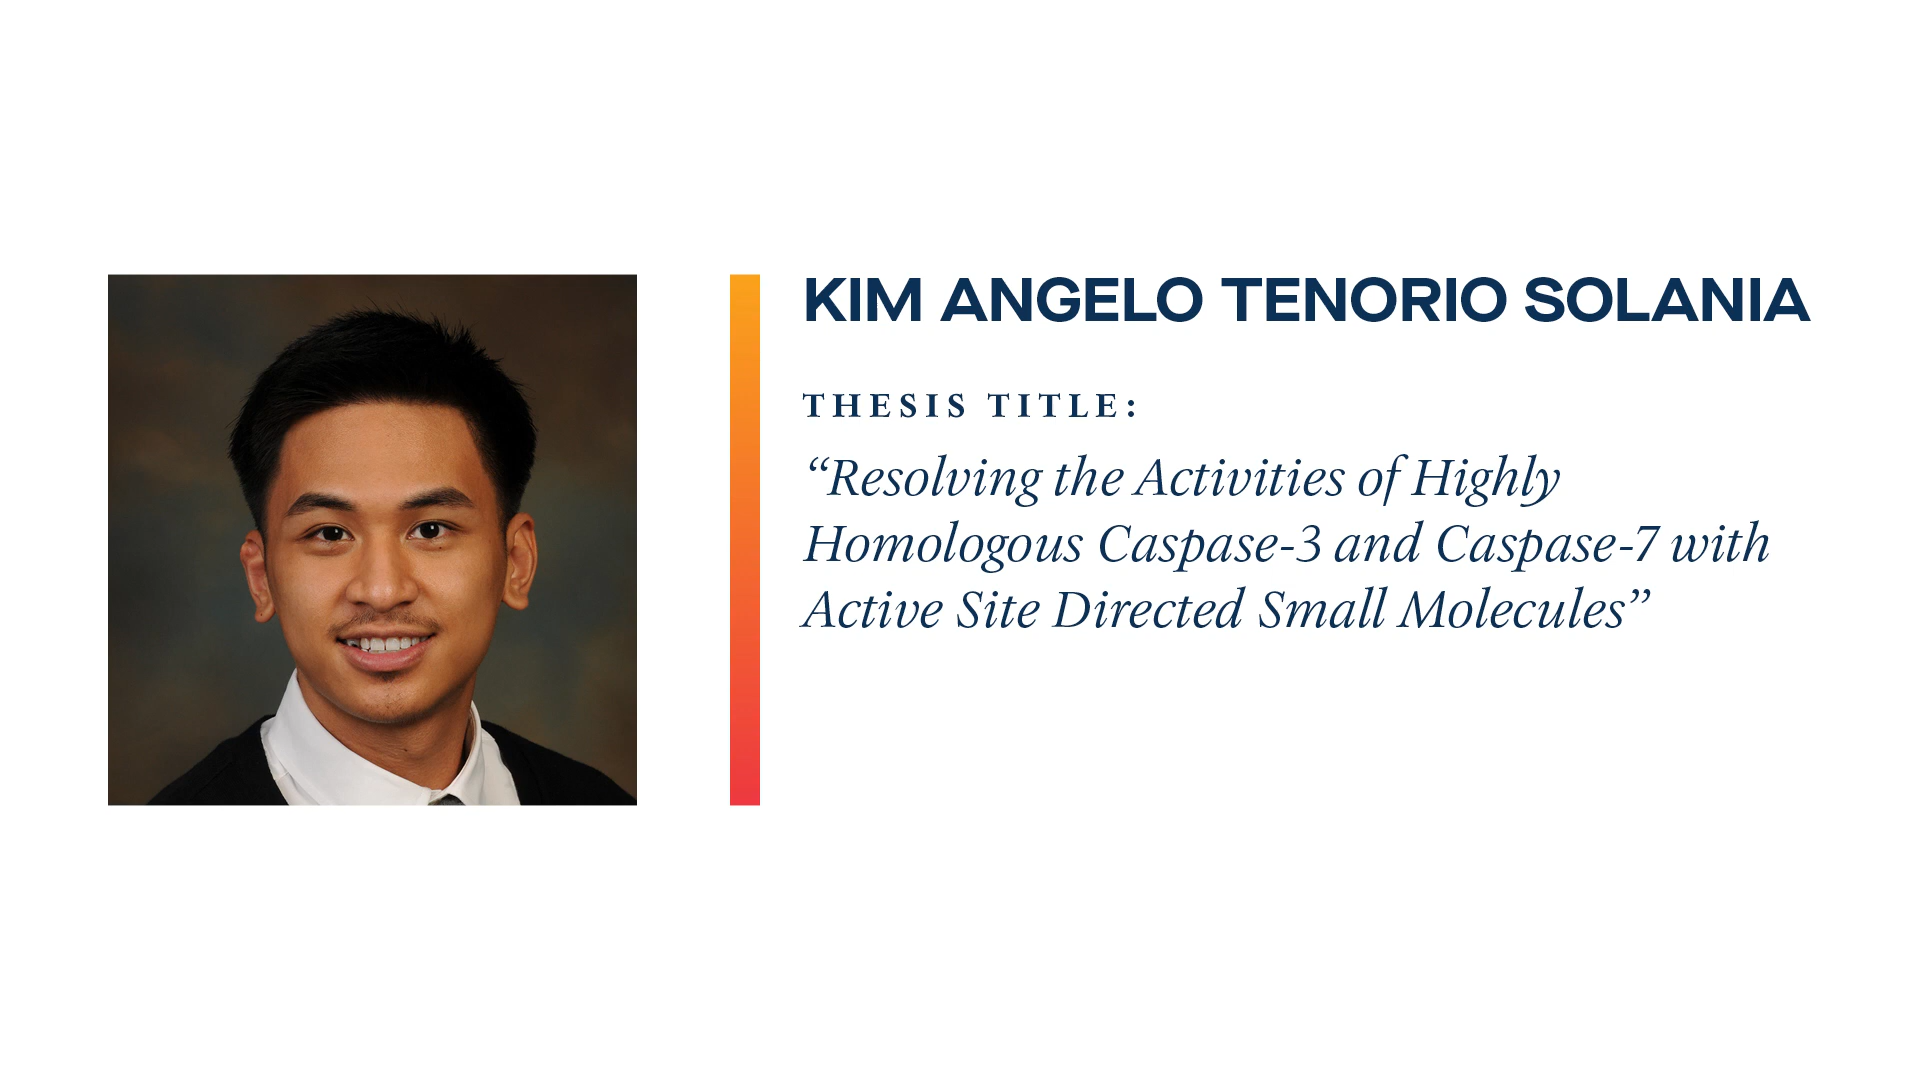 KIM ANGELO TENORIO SOLANIA
THESIS TITLE:
“Resolving the Activities of Highly
Homologous Caspase-3 and Caspase-7 with
Active Site Directed Small Molecules”